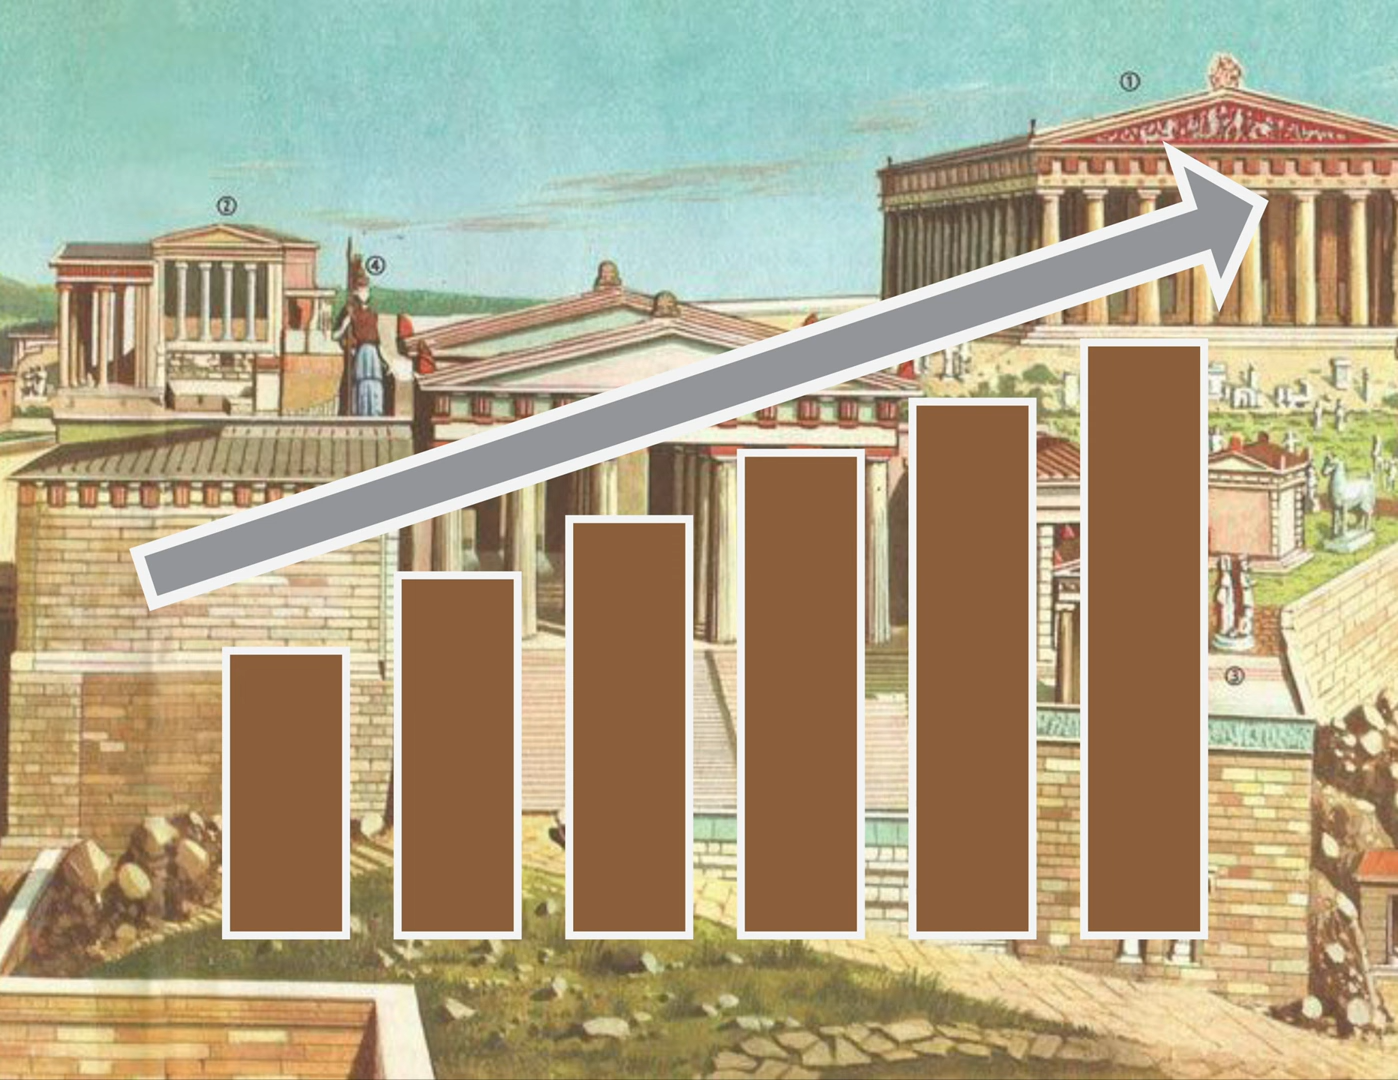 ①
②
④
③